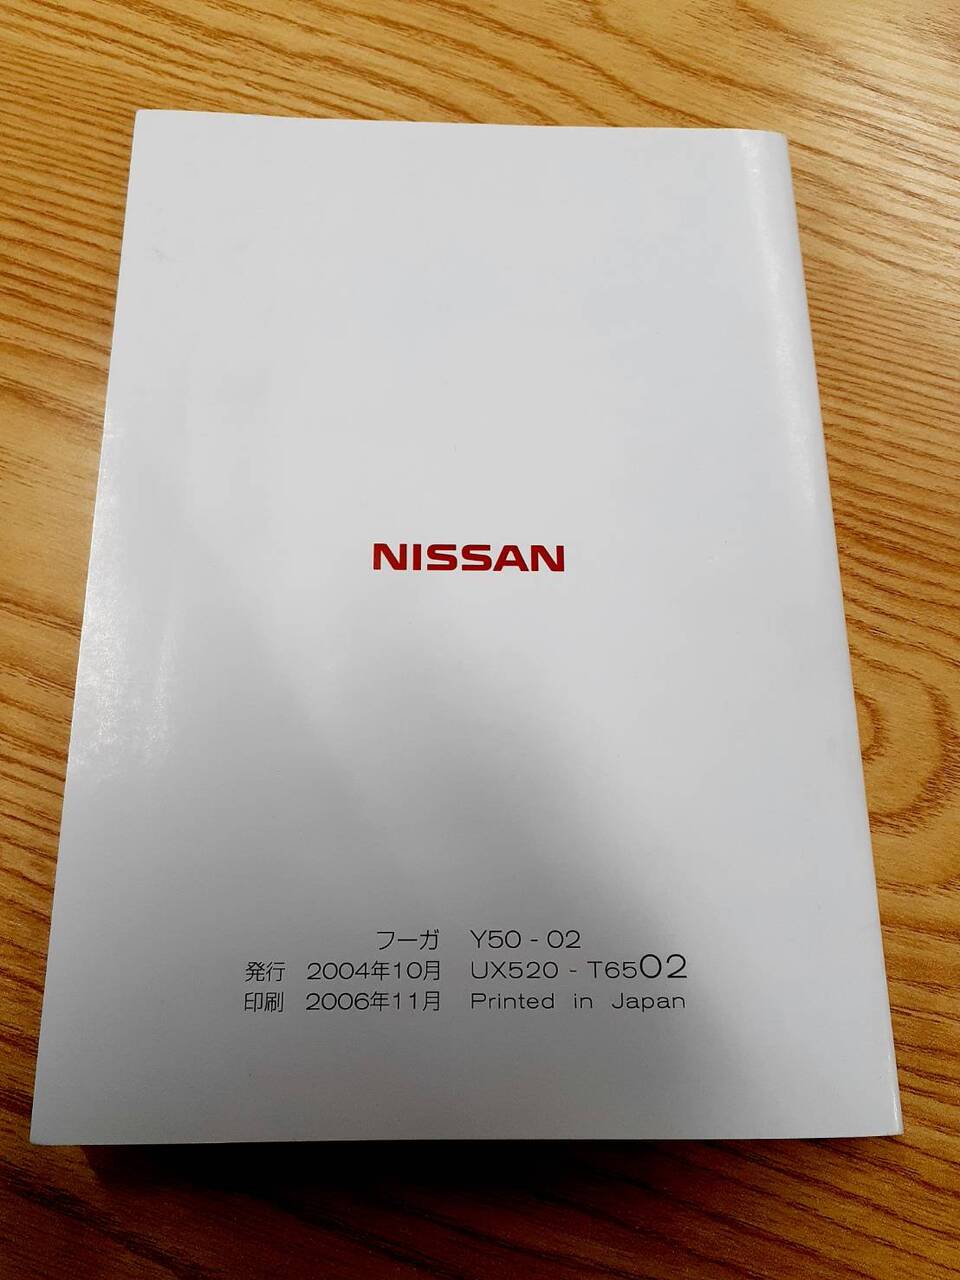 NISSAN
フーガ Y50 - 02
発行 2004年10月 UX520 - T6502
印刷 2006年11月 Printed in Japan